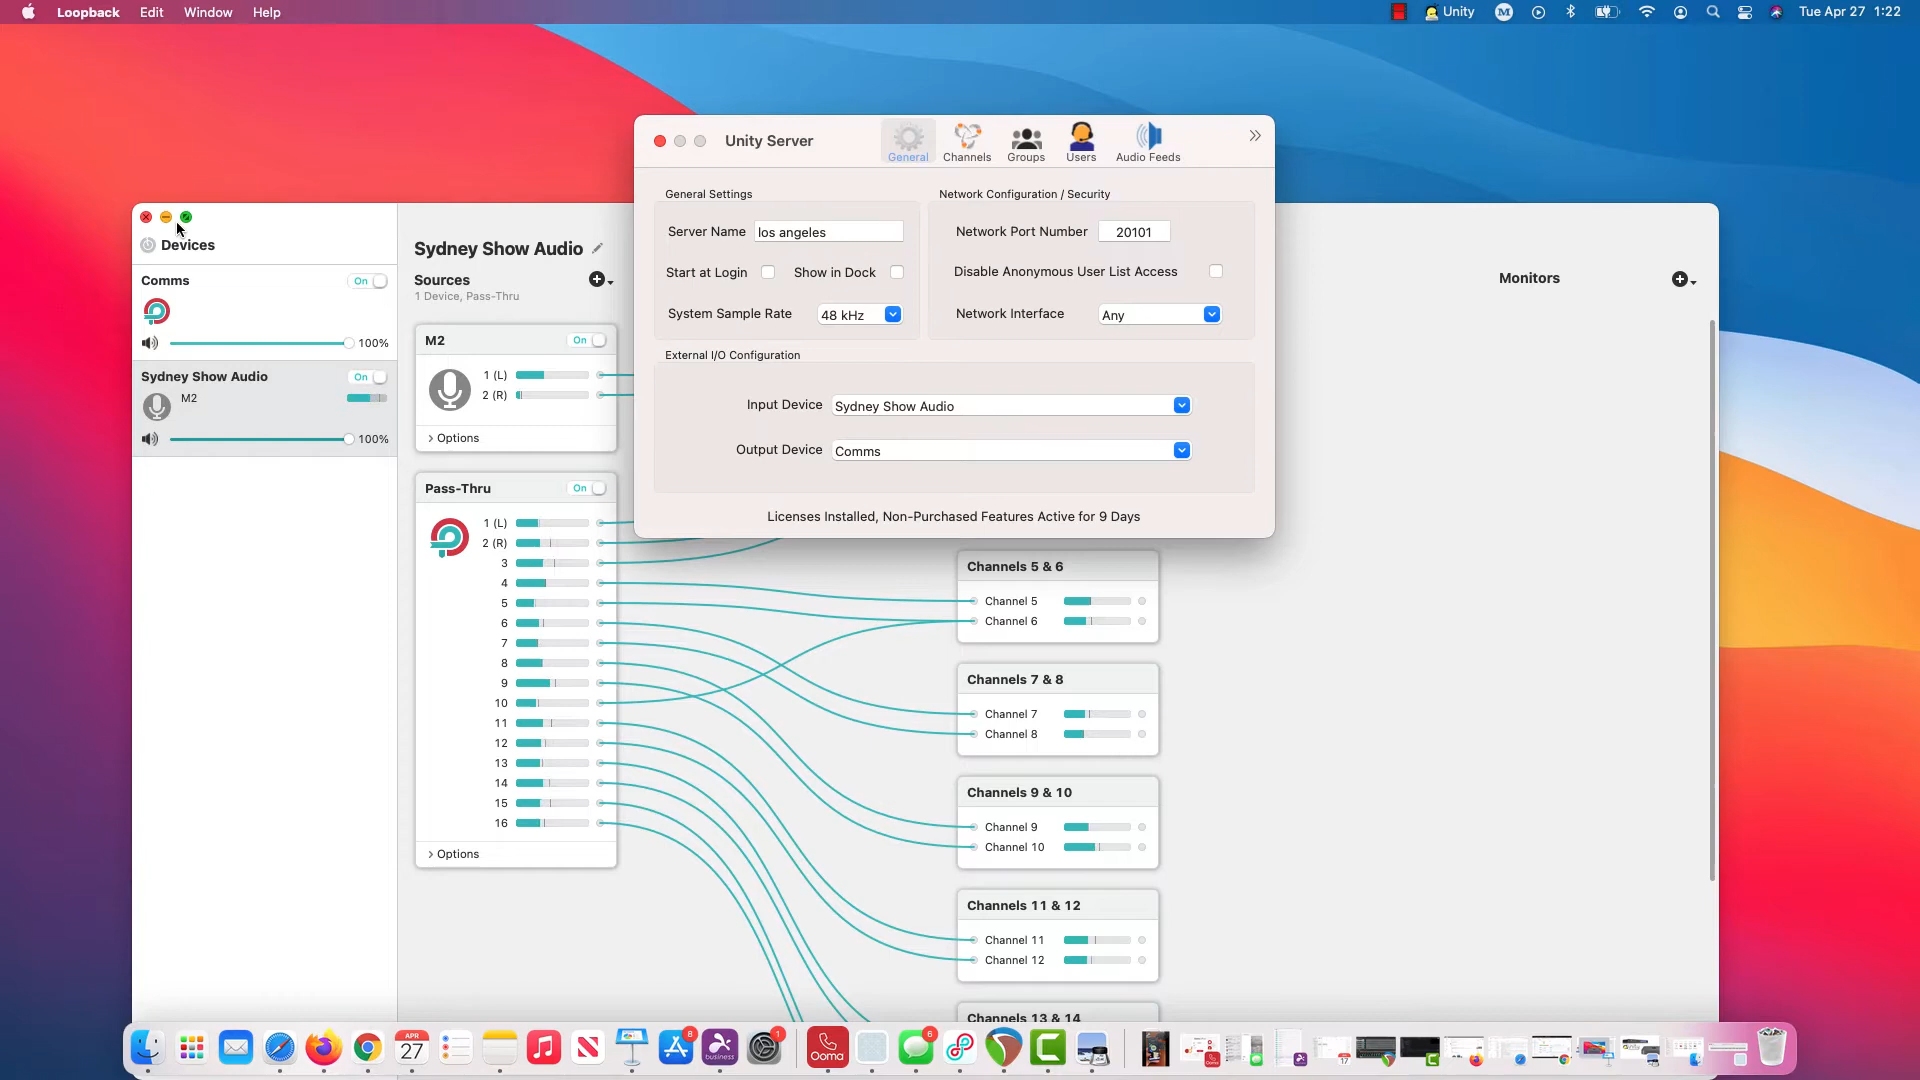 Loopback Edit Window Help
Unity M Tue Apr 27 1:22
Unity Server
General Channels Groups Users Audio Feeds
General Settings
Server Name los angeles
Start at Login Show in Dock
System Sample Rate 48 kHz
Network Configuration / Security
Network Port Number 20101
Disable Anonymous User List Access
Network Interface Any
External I/O Configuration
Input Device Sydney Show Audio
Output Device Comms
Licenses Installed, Non-Purchased Features Active for 9 Days
Devices
Comms On
100%
Sydney Show Audio On
M2
100%
Sydney Show Audio
Sources
1 Device, Pass-Thru
M2 On
1 (L)
2 (R)
Options
Pass-Thru On
1 (L)
2 (R)
3
4
5
6
7
8
9
10
11
12
13
14
15
16
Options
Channels 5 & 6
Channel 5
Channel 6
Channels 7 & 8
Channel 7
Channel 8
Channels 9 & 10
Channel 9
Channel 10
Channels 11 & 12
Channel 11
Channel 12
Channels 13 & 14
Monitors
APR
27
8
business
1
Ooma
6